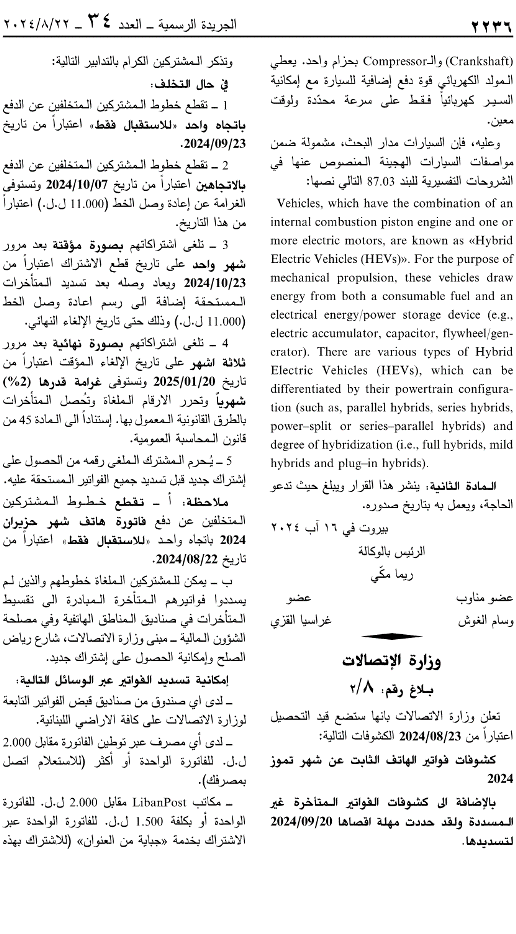 ٢٢٣٦
الجريدة الرسمية ــ العدد ٣٤ ــ ٢٠٢٤/٨/٢٢
(Crankshaft) والـCompressor بحزام واحد. يعطي
المولد الكهربائي قوة دفع إضافية للسيارة مع إمكانية
السير كهربائياً فقط على سرعة محدّدة ولوقت
معين.
وعليه، فإن السيارات مدار البحث، مشمولة ضمن
مواصفات السيارات الهجينة المنصوص عنها في
الشروحات التفسيرية للبند 87.03 التالي نصها:
Vehicles, which have the combination of an
internal combustion piston engine and one or
more electric motors, are known as «Hybrid
Electric Vehicles (HEVs)». For the purpose of
mechanical propulsion, these vehicles draw
energy from both a consumable fuel and an
electrical energy/power storage device (e.g.,
electric accumulator, capacitor, flywheel/gen-
crator). There are various types of Hybrid
Electric Vehicles (HEVs), which can be
differentiated by their powertrain configura-
tion (such as, parallel hybrids, series hybrids,
power–split or series–parallel hybrids) and
degree of hybridization (i.e., full hybrids, mild
hybrids and plug–in hybrids).
المادة الثانية: ينشر هذا القرار ويبلغ حيث تدعو
الحاجة، ويعمل به بتاريخ صدوره.
بيروت في ١٦ آب ٢٠٢٤
الرئيس بالوكالة
ريما مكّي
عضو مناوب عضو
وسام الغوش غراسيا القزي
وزارة الإتصالات
بلاغ رقم: ٢/٨
تعلن وزارة الاتصالات بانها ستضع قيد التحصيل
اعتباراً من 2024/08/23 الكشوفات التالية:
كشوفات فواتير الهاتف الثابت عن شهر تموز
2024
بالإضافة الى كشوفات الفواتير المتأخرة غير
المسددة ولقد حددت مهلة اقصاها 2024/09/20
لتسديدها.
وتذكر المشتركين الكرام بالتدابير التالية:
في حال التخلف:
1 ــ تقطع خطوط المشتركين المتخلفين عن الدفع
باتجاه واحد «للاستقبال فقط» اعتباراً من تاريخ
2024/09/23.
2 ــ تقطع خطوط المشتركين المتخلفين عن الدفع
بالاتجاهين اعتباراً من تاريخ 2024/10/07 وتستوفى
الغرامة عن إعادة وصل الخط (11.000 ل.ل.) اعتباراً
من هذا التاريخ.
3 ــ تلغى اشتراكاتهم بصورة مؤقتة بعد مرور
شهر واحد على تاريخ قطع الاشتراك اعتباراً من
2024/10/23 ويعاد وصله بعد تسديد المتأخرات
المستحقة إضافة الى رسم اعادة وصل الخط
(11.000 ل.ل.) وذلك حتى تاريخ الإلغاء النهائي.
4 ــ تلغى اشتراكاتهم بصورة نهائية بعد مرور
ثلاثة اشهر على تاريخ الإلغاء المؤقت اعتباراً من
تاريخ 2025/01/20 وتستوفى غرامة قدرها (2%)
شهرياً وتحرر الارقام الملغاة وتُحصل المتأخرات
بالطرق القانونية المعمول بها. إستناداً الى المادة 45 من
قانون المحاسبة العمومية.
5 ــ يُحرم المشترك الملغى رقمه من الحصول على
إشتراك جديد قبل تسديد جميع الفواتير المستحقة عليه.
ملاحظة: أ ــ تقطع خطوط المشتركين
المتخلفين عن دفع فاتورة هاتف شهر حزيران
2024 باتجاه واحد «للاستقبال فقط» اعتباراً من
تاريخ 2024/08/22.
ب ــ يمكن للمشتركين الملغاة خطوطهم والذين لم
يسددوا فواتيرهم المتأخرة المبادرة الى تقسيط
المتأخرات في صناديق المناطق الهاتفية وفي مصلحة
الشؤون المالية ــ مبنى وزارة الاتصالات، شارع رياض
الصلح وإمكانية الحصول على إشتراك جديد.
إمكانية تسديد الفواتير عبر الوسائل التالية:
ــ لدى اي صندوق من صناديق قبض الفواتير التابعة
لوزارة الاتصالات على كافة الاراضي اللبنانية.
ــ لدى أي مصرف عبر توطين الفاتورة مقابل 2.000
ل.ل. للفاتورة الواحدة أو أكثر (للاستعلام اتصل
بمصرفك).
ــ مكاتب LibanPost مقابل 2.000 ل.ل. للفاتورة
الواحدة أو بكلفة 1.500 ل.ل. للفاتورة الواحدة عبر
الاشتراك بخدمة «جباية من العنوان» (للاشتراك بهذه